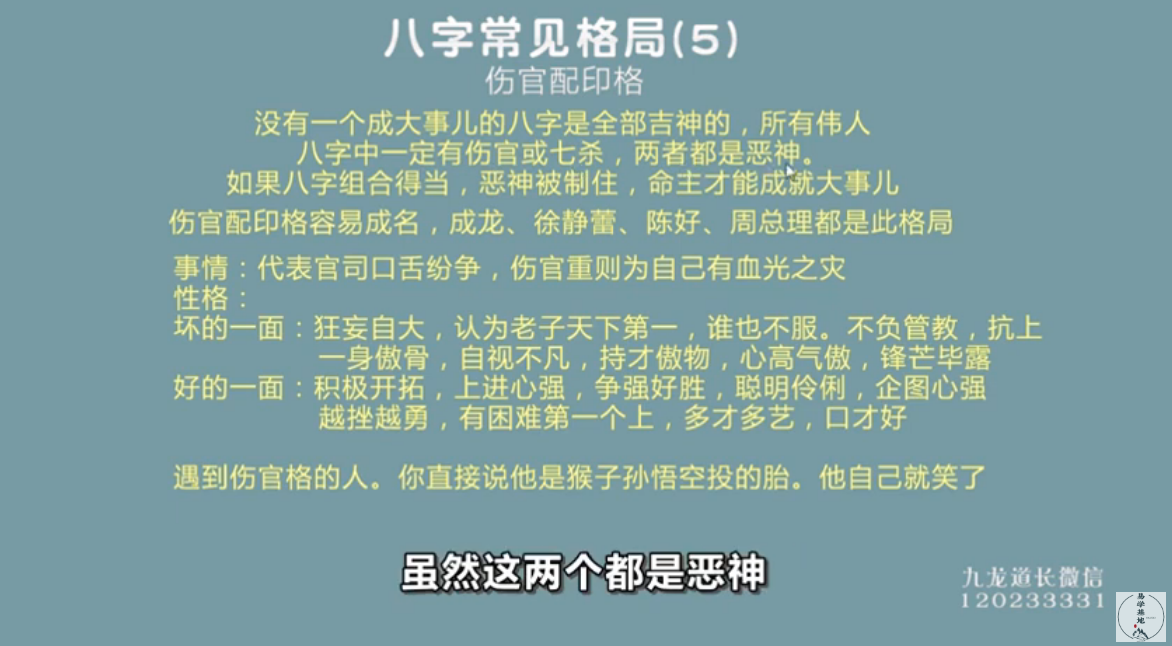 八字常见格局(5)
伤官配印格
没有一个成大事儿的八字是全部吉神的，所有伟人
八字中一定有伤官或七杀，两者都是恶神。
如果八字组合得当，恶神被制住，命主才能成就大事儿
伤官配印格容易成名，成龙、徐静蕾、陈好、周总理都是此格局
事情：代表官司口舌纷争，伤官重则为自己有血光之灾
性格：
坏的一面：狂妄自大，认为老子天下第一，谁也不服。不负管教，抗上
一身傲骨，自视不凡，持才傲物，心高气傲，锋芒毕露
好的一面：积极开拓，上进心强，争强好胜，聪明伶俐，企图心强
越挫越勇，有困难第一个上，多才多艺，口才好
遇到伤官格的人。你直接说他是猴子孙悟空投的胎。他自己就笑了
虽然这两个都是恶神
九龙道长微信
120233331
易学基地